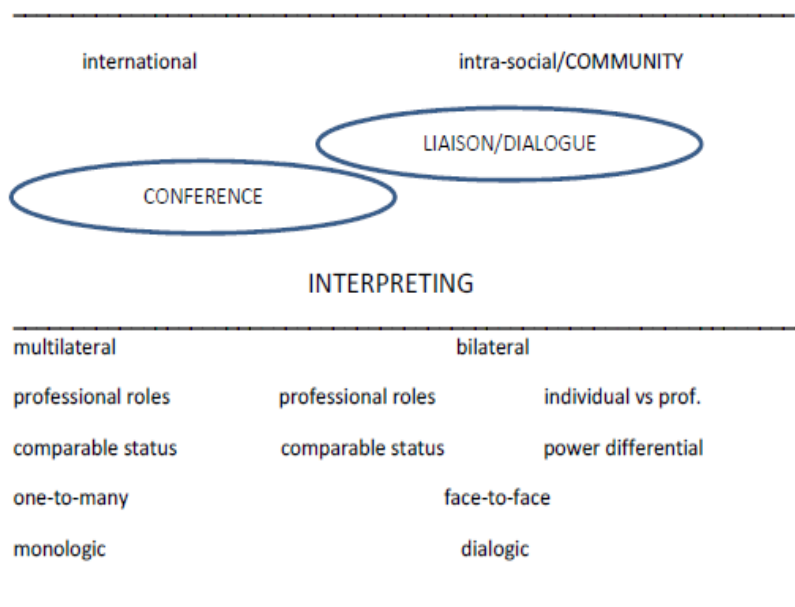 international intra-social/COMMUNITY
LIAISON/DIALOGUE
CONFERENCE
INTERPRETING
multilateral bilateral
professional roles professional roles individual vs prof.
comparable status comparable status power differential
one-to-many face-to-face
monologic dialogic